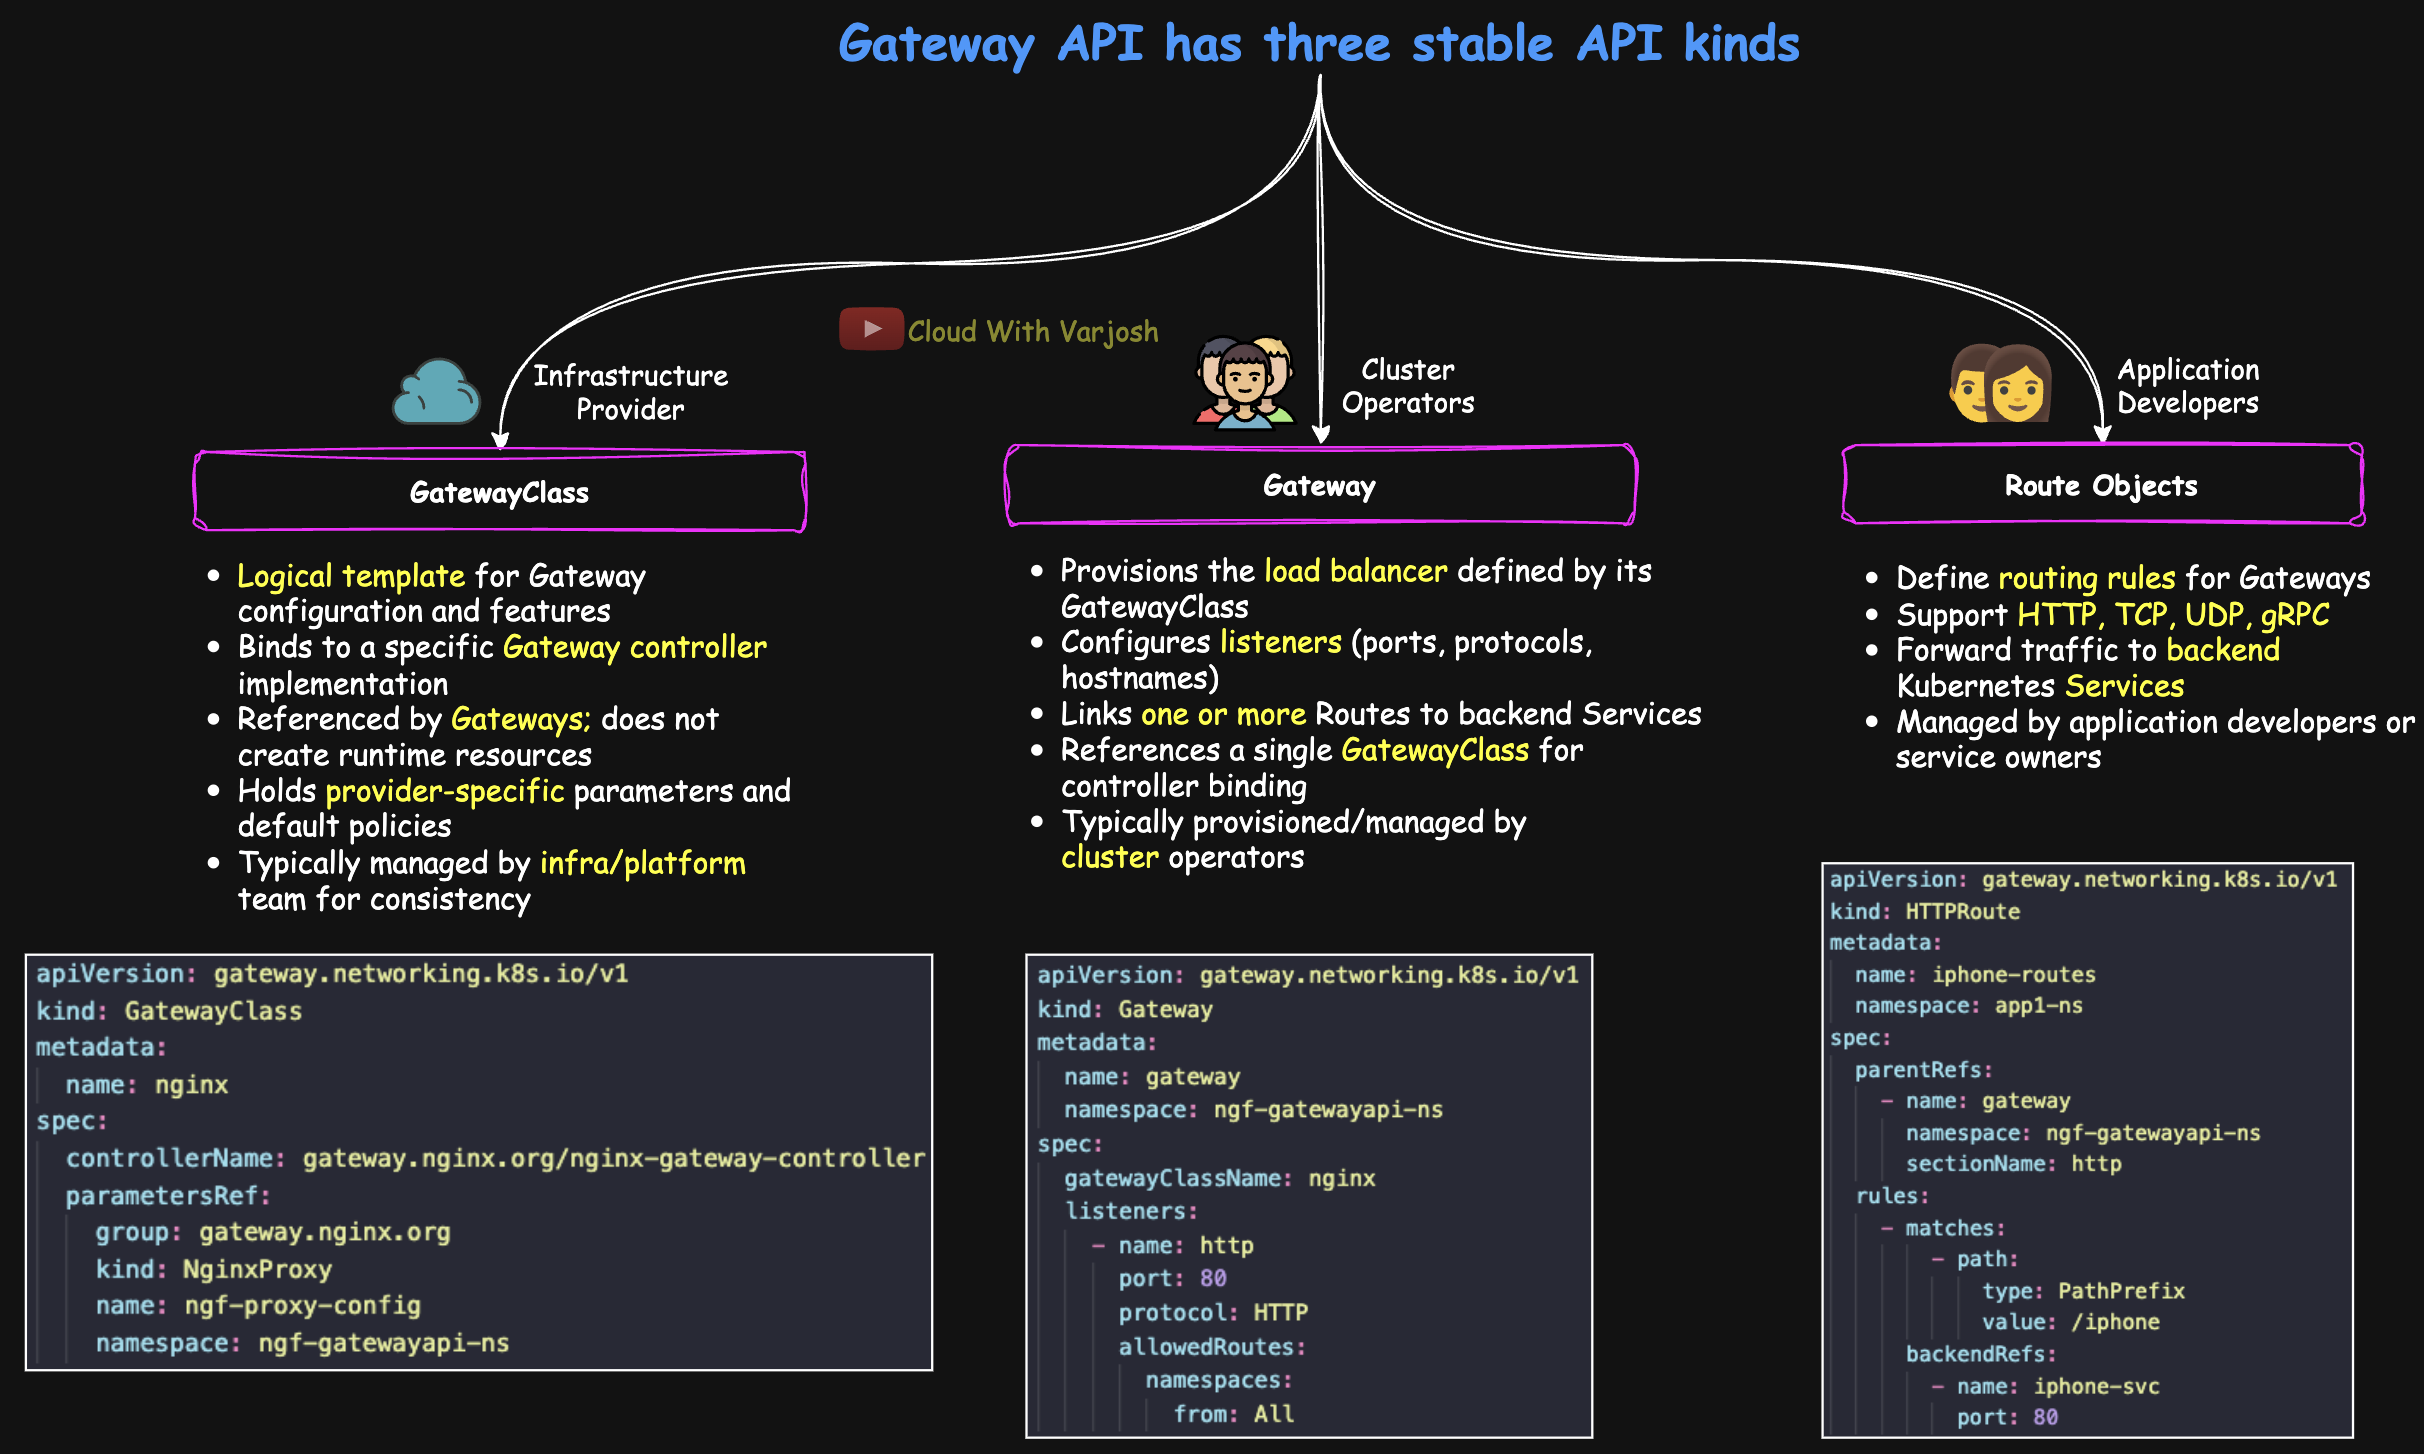 Gateway API has three stable API kinds
Cloud With Varjosh
Infrastructure
Provider
GatewayClass
• Logical template for Gateway
configuration and features
• Binds to a specific Gateway controller
implementation
• Referenced by Gateways; does not
create runtime resources
• Holds provider-specific parameters and
default policies
• Typically managed by infra/platform
team for consistency
apiVersion: gateway.networking.k8s.io/v1
kind: GatewayClass
metadata:
  name: nginx
spec:
  controllerName: gateway.nginx.org/nginx-gateway-controller
  parametersRef:
    group: gateway.nginx.org
    kind: NginxProxy
    name: ngf-proxy-config
    namespace: ngf-gatewayapi-ns
Cluster
Operators
Gateway
• Provisions the load balancer defined by its
GatewayClass
• Configures listeners (ports, protocols,
hostnames)
• Links one or more Routes to backend Services
• References a single GatewayClass for
controller binding
• Typically provisioned/managed by
cluster operators
apiVersion: gateway.networking.k8s.io/v1
kind: Gateway
metadata:
  name: gateway
  namespace: ngf-gatewayapi-ns
spec:
  gatewayClassName: nginx
  listeners:
    - name: http
      port: 80
      protocol: HTTP
      allowedRoutes:
        namespaces:
          from: All
Application
Developers
Route Objects
• Define routing rules for Gateways
• Support HTTP, TCP, UDP, gRPC
• Forward traffic to backend
Kubernetes Services
• Managed by application developers or
service owners
apiVersion: gateway.networking.k8s.io/v1
kind: HTTPRoute
metadata:
  name: iphone-routes
  namespace: app1-ns
spec:
  parentRefs:
    - name: gateway
      namespace: ngf-gatewayapi-ns
      sectionName: http
  rules:
    - matches:
        - path:
            type: PathPrefix
            value: /iphone
      backendRefs:
        - name: iphone-svc
          port: 80